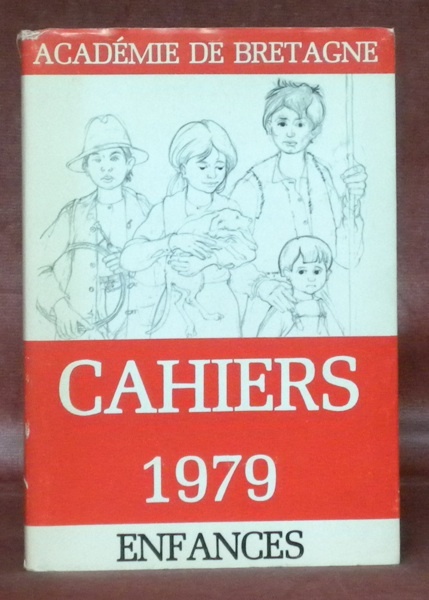 ACADÉMIE DE BRETAGNE
CAHIERS
1979
ENFANCES